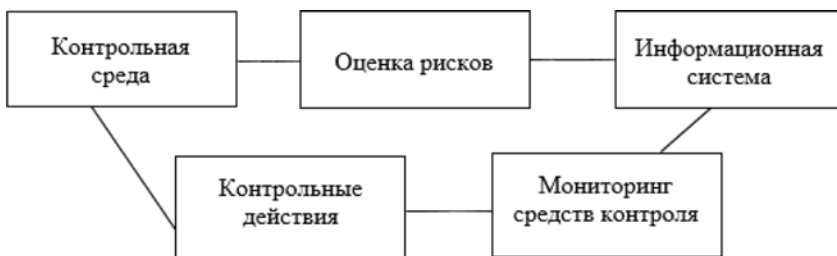 Контрольная
среда
Оценка рисков
Информационная
система
Контрольные
действия
Мониторинг
средств контроля